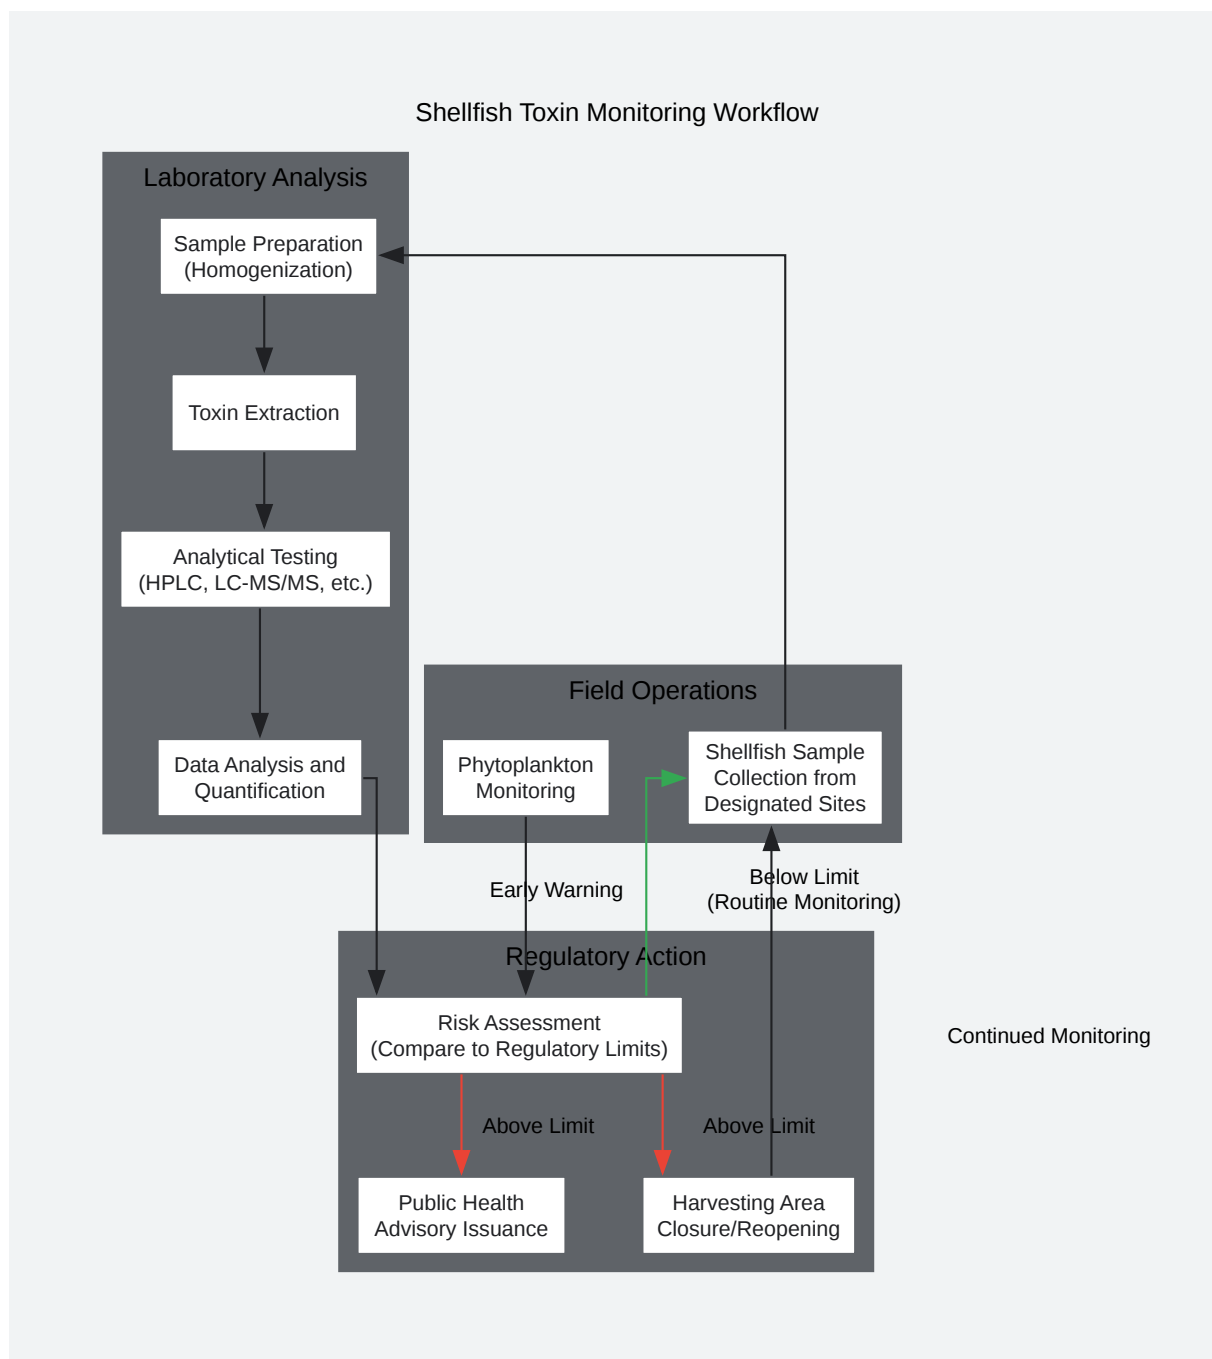 Shellfish Toxin Monitoring Workflow
Laboratory Analysis
Sample Preparation
(Homogenization)
Toxin Extraction
Analytical Testing
(HPLC, LC-MS/MS, etc.)
Data Analysis and
Quantification
Field Operations
Phytoplankton
Monitoring
Shellfish Sample
Collection from
Designated Sites
Early Warning
Below Limit
(Routine Monitoring)
Regulatory Action
Risk Assessment
(Compare to Regulatory Limits)
Continued Monitoring
Above Limit
Above Limit
Public Health
Advisory Issuance
Harvesting Area
Closure/Reopening